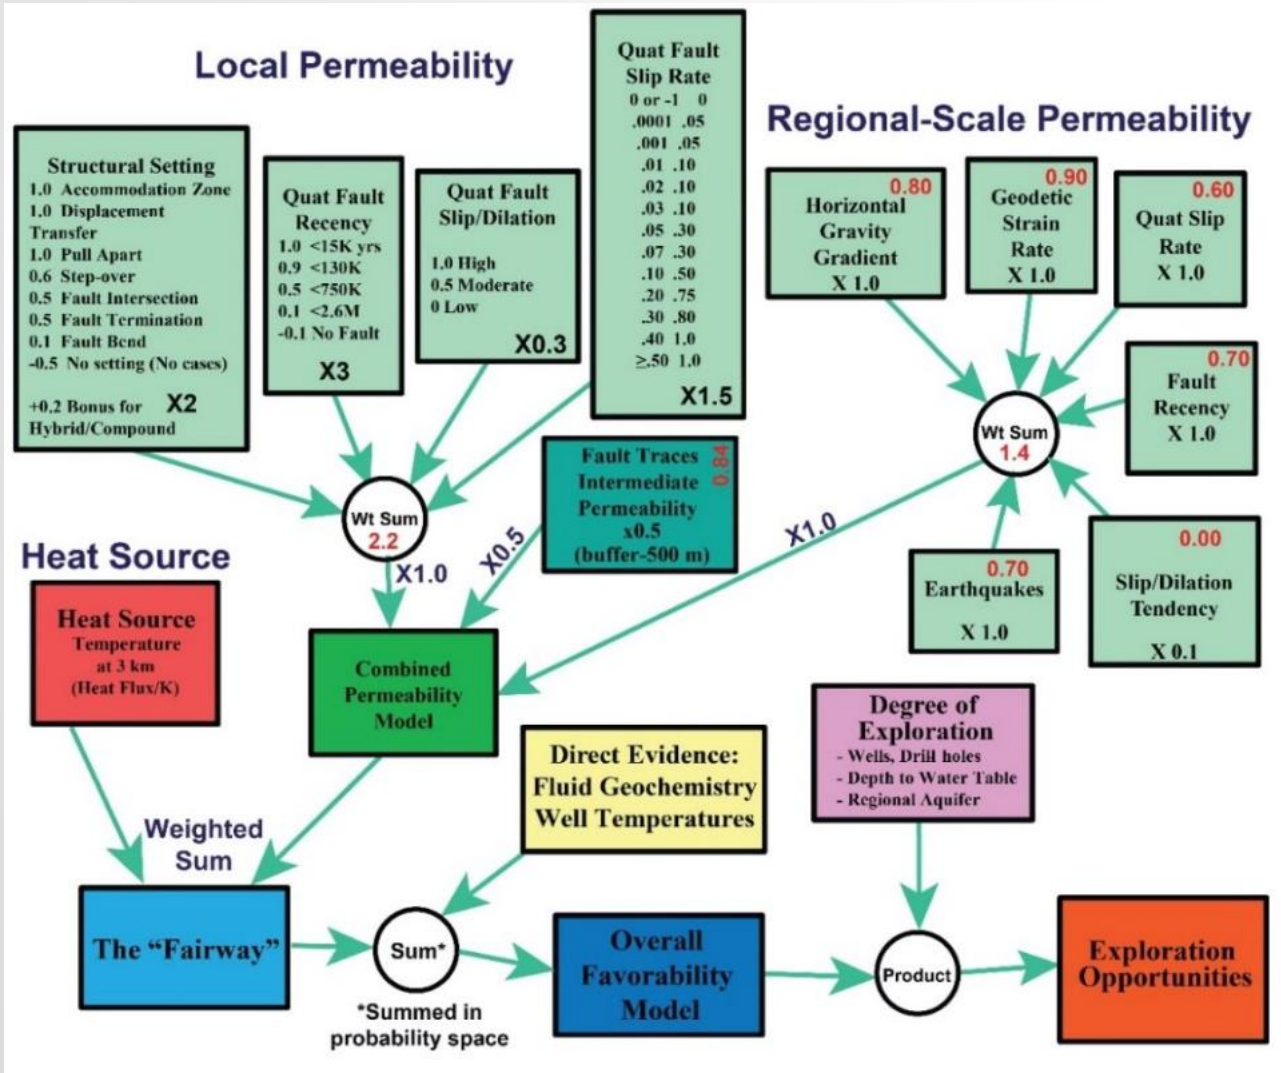 Local Permeability
Structural Setting
1.0 Accommodation Zone
1.0 Displacement
Transfer
1.0 Pull Apart
0.6 Step-over
0.5 Fault Intersection
0.5 Fault Termination
0.1 Fault Bend
-0.5 No setting (No cases)
+0.2 Bonus for X2
Hybrid/Compound
Quat Fault
Recency
1.0 <15K yrs
0.9 <130K
0.5 <750K
0.1 <2.6M
-0.1 No Fault
X3
Quat Fault
Slip/Dilation
1.0 High
0.5 Moderate
0 Low
X0.3
Quat Fault
Slip Rate
0 or -1 0
.0001 .05
.001 .05
.01 .10
.02 .10
.03 .10
.05 .30
.07 .30
.10 .50
.20 .75
.30 .80
.40 1.0
≥.50 1.0
X1.5
Regional-Scale Permeability
0.80
Horizontal
Gravity
Gradient
X 1.0
0.90
Geodetic
Strain
Rate
X 1.0
0.60
Quat Slip
Rate
X 1.0
0.70
Fault
Recency
X 1.0
Wt Sum
1.4
0.70
Earthquakes
X 1.0
0.00
Slip/Dilation
Tendency
X 0.1
Wt Sum
2.2
X1.0
X0.5
Fault Traces
Intermediate
Permeability
x0.5
(buffer-500 m)
0.84
X1.0
Heat Source
Heat Source
Temperature
at 3 km
(Heat Flux/K)
Combined
Permeability
Model
Direct Evidence:
Fluid Geochemistry
Well Temperatures
Degree of
Exploration
- Wells, Drill holes
- Depth to Water Table
- Regional Aquifer
Weighted
Sum
The “Fairway”
Sum*
*Summed in
probability space
Overall
Favorability
Model
Product
Exploration
Opportunities